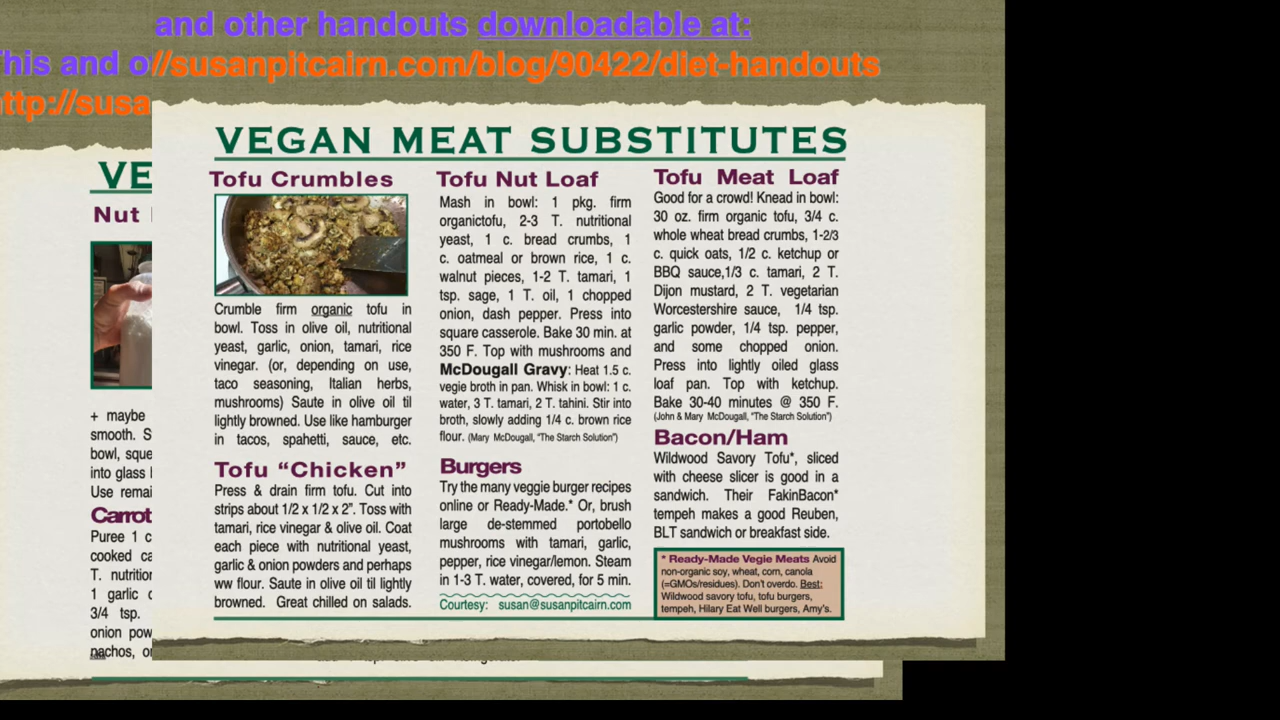 and other handouts downloadable at:
his and o
//susanpitcairn.com/blog/90422/diet-handouts
ttp://susa
VEGAN MEAT SUBSTITUTES
Tofu Crumbles
Crumble firm organic tofu in
bowl. Toss in olive oil, nutritional
yeast, garlic, onion, tamari, rice
vinegar. (or, depending on use,
taco seasoning, Italian herbs,
mushrooms) Saute in olive oil til
lightly browned. Use like hamburger
in tacos, spahetti, sauce, etc.
Tofu “Chicken”
Press & drain firm tofu. Cut into
strips about 1/2 x 1/2 x 2”. Toss with
tamari, rice vinegar & olive oil. Coat
each piece with nutritional yeast,
garlic & onion powders and perhaps
ww flour. Saute in olive oil til lightly
browned. Great chilled on salads.
Tofu Nut Loaf
Mash in bowl: 1 pkg. firm
organictofu, 2-3 T. nutritional
yeast, 1 c. bread crumbs, 1
c. oatmeal or brown rice, 1 c.
walnut pieces, 1-2 T. tamari, 1
tsp. sage, 1 T. oil, 1 chopped
onion, dash pepper. Press into
square casserole. Bake 30 min. at
350 F. Top with mushrooms and
McDougall Gravy: Heat 1.5 c.
vegie broth in pan. Whisk in bowl: 1 c.
water, 3 T. tamari, 2 T. tahini. Stir into
broth, slowly adding 1/4 c. brown rice
flour. (Mary McDougall, “The Starch Solution”)
Burgers
Try the many veggie burger recipes
online or Ready-Made.* Or, brush
large de-stemmed portobello
mushrooms with tamari, garlic,
pepper, rice vinegar/lemon. Steam
in 1-3 T. water, covered, for 5 min.
Courtesy: susan@susanpitcairn.com
Tofu Meat Loaf
Good for a crowd! Knead in bowl:
30 oz. firm organic tofu, 3/4 c.
whole wheat bread crumbs, 1-2/3
c. quick oats, 1/2 c. ketchup or
BBQ sauce,1/3 c. tamari, 2 T.
Dijon mustard, 2 T. vegetarian
Worcestershire sauce, 1/4 tsp.
garlic powder, 1/4 tsp. pepper,
and some chopped onion.
Press into lightly oiled glass
loaf pan. Top with ketchup.
Bake 30-40 minutes @ 350 F.
(John & Mary McDougall, “The Starch Solution”)
Bacon/Ham
Wildwood Savory Tofu*, sliced
with cheese slicer is good in a
sandwich. Their FakinBacon*
tempeh makes a good Reuben,
BLT sandwich or breakfast side.
* Ready-Made Vegie Meats Avoid
non-organic soy, wheat, corn, canola
(=GMOs/residues). Don’t overdo. Best:
Wildwood savory tofu, tofu burgers,
tempeh, Hilary Eat Well burgers, Amy’s.
VE
Nut
+ maybe
smooth. S
bowl, sque
into glass
Use remai
Carrot
Puree 1 c
cooked ca
T. nutrition
1 garlic
3/4 tsp.
onion pow
nachos, o